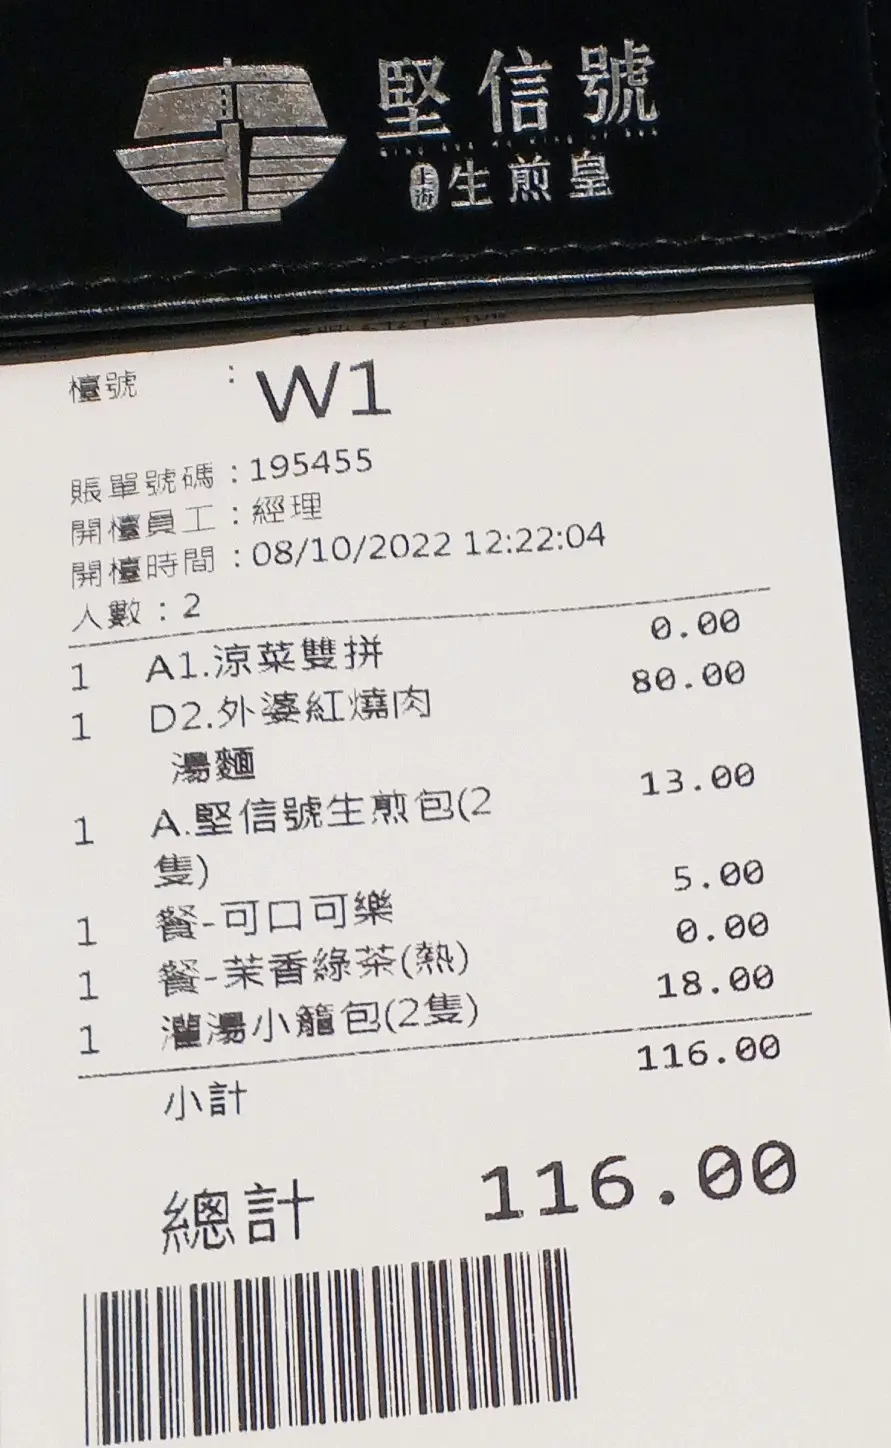 堅信號
上海生煎皇
檯號 : W1
賬單號碼 : 195455
開檯員工 : 經理
開檯時間 : 08/10/2022 12:22:04
人數 : 2
1 A1.涼菜雙拼 0.00
1 D2.外婆紅燒肉 80.00
湯麵
1 A.堅信號生煎包(2 13.00
隻)
1 餐-可口可樂 5.00
1 餐-茉香綠茶(熱) 0.00
1 灌湯小籠包(2隻) 18.00
小計 116.00
總計 116.00